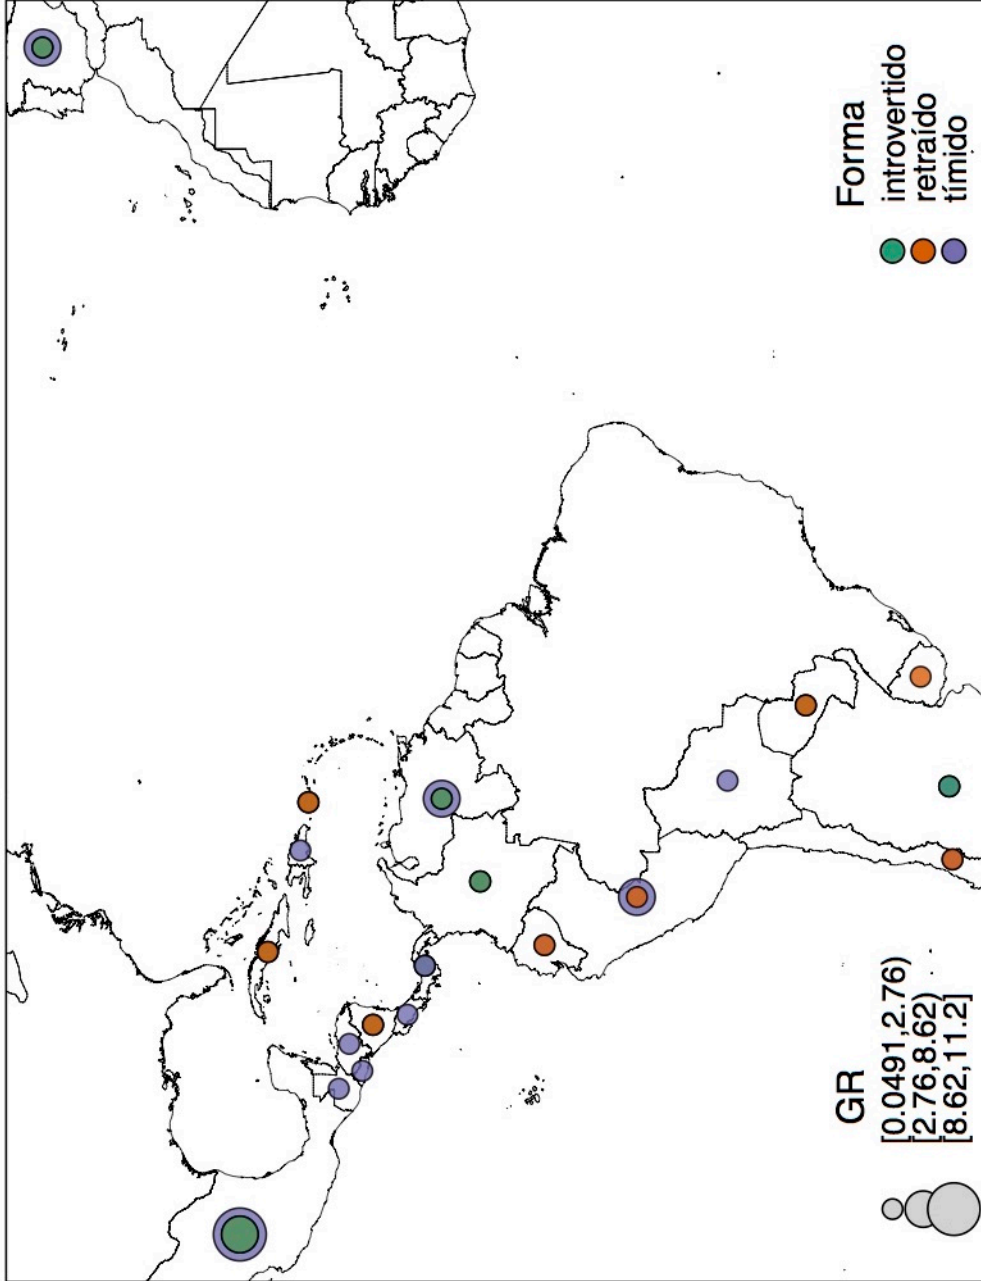 GR
[0.0491,2.76)
[2.76,8.62)
[8.62,11.2]
Forma
introvertido
retraído
tímido